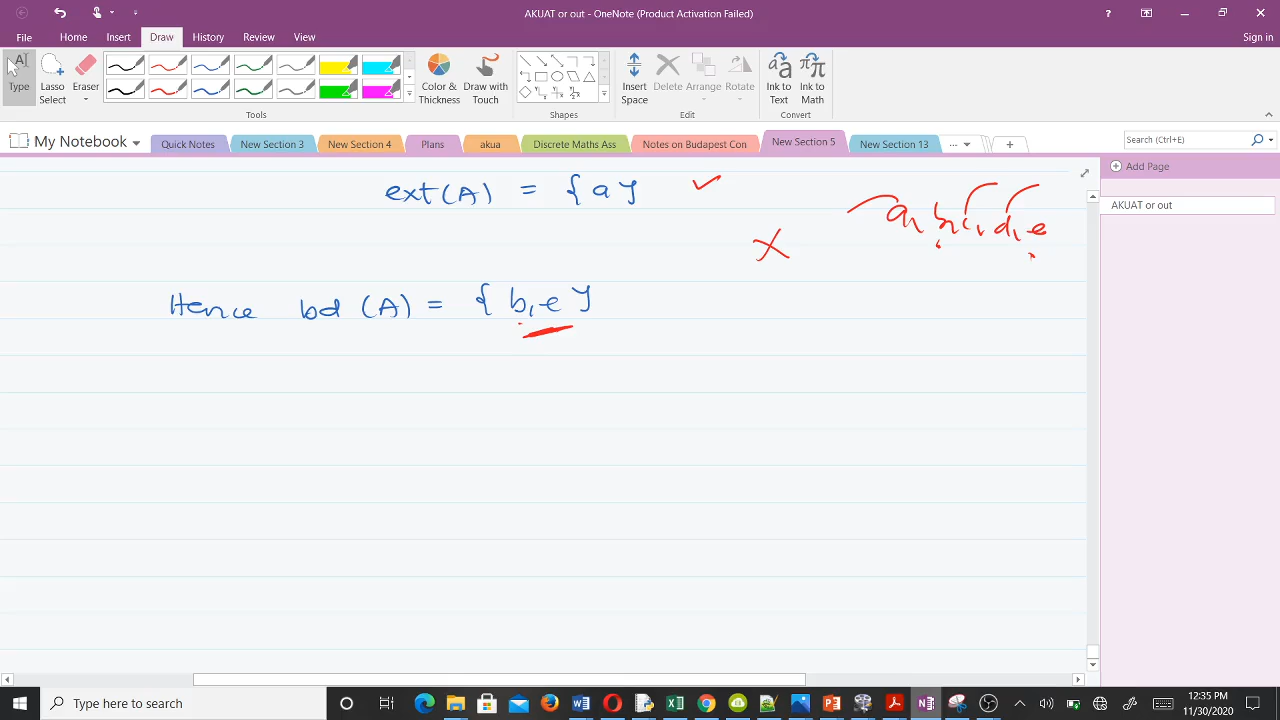 AKUAT or out - OneNote (Product Activation Failed)
? Sign in
File Home Insert Draw History Review View
Type
Lasso Select
Eraser
Color & Thickness
Draw with Touch
Insert Space
Delete Arrange Rotate
Ink to Text
Ink to Math
Tools Shapes Edit Convert
My Notebook Quick Notes New Section 3 New Section 4 Plans akua Discrete Maths Ass Notes on Budapest Con New Section 5 New Section 13 ... + Search (Ctrl+E)
Add Page
AKUAT or out
ext(A) = { a } ✓
X a, b, c, d, e
Hence bd (A) = { b, e }
Type here to search
12:35 PM
11/30/2020